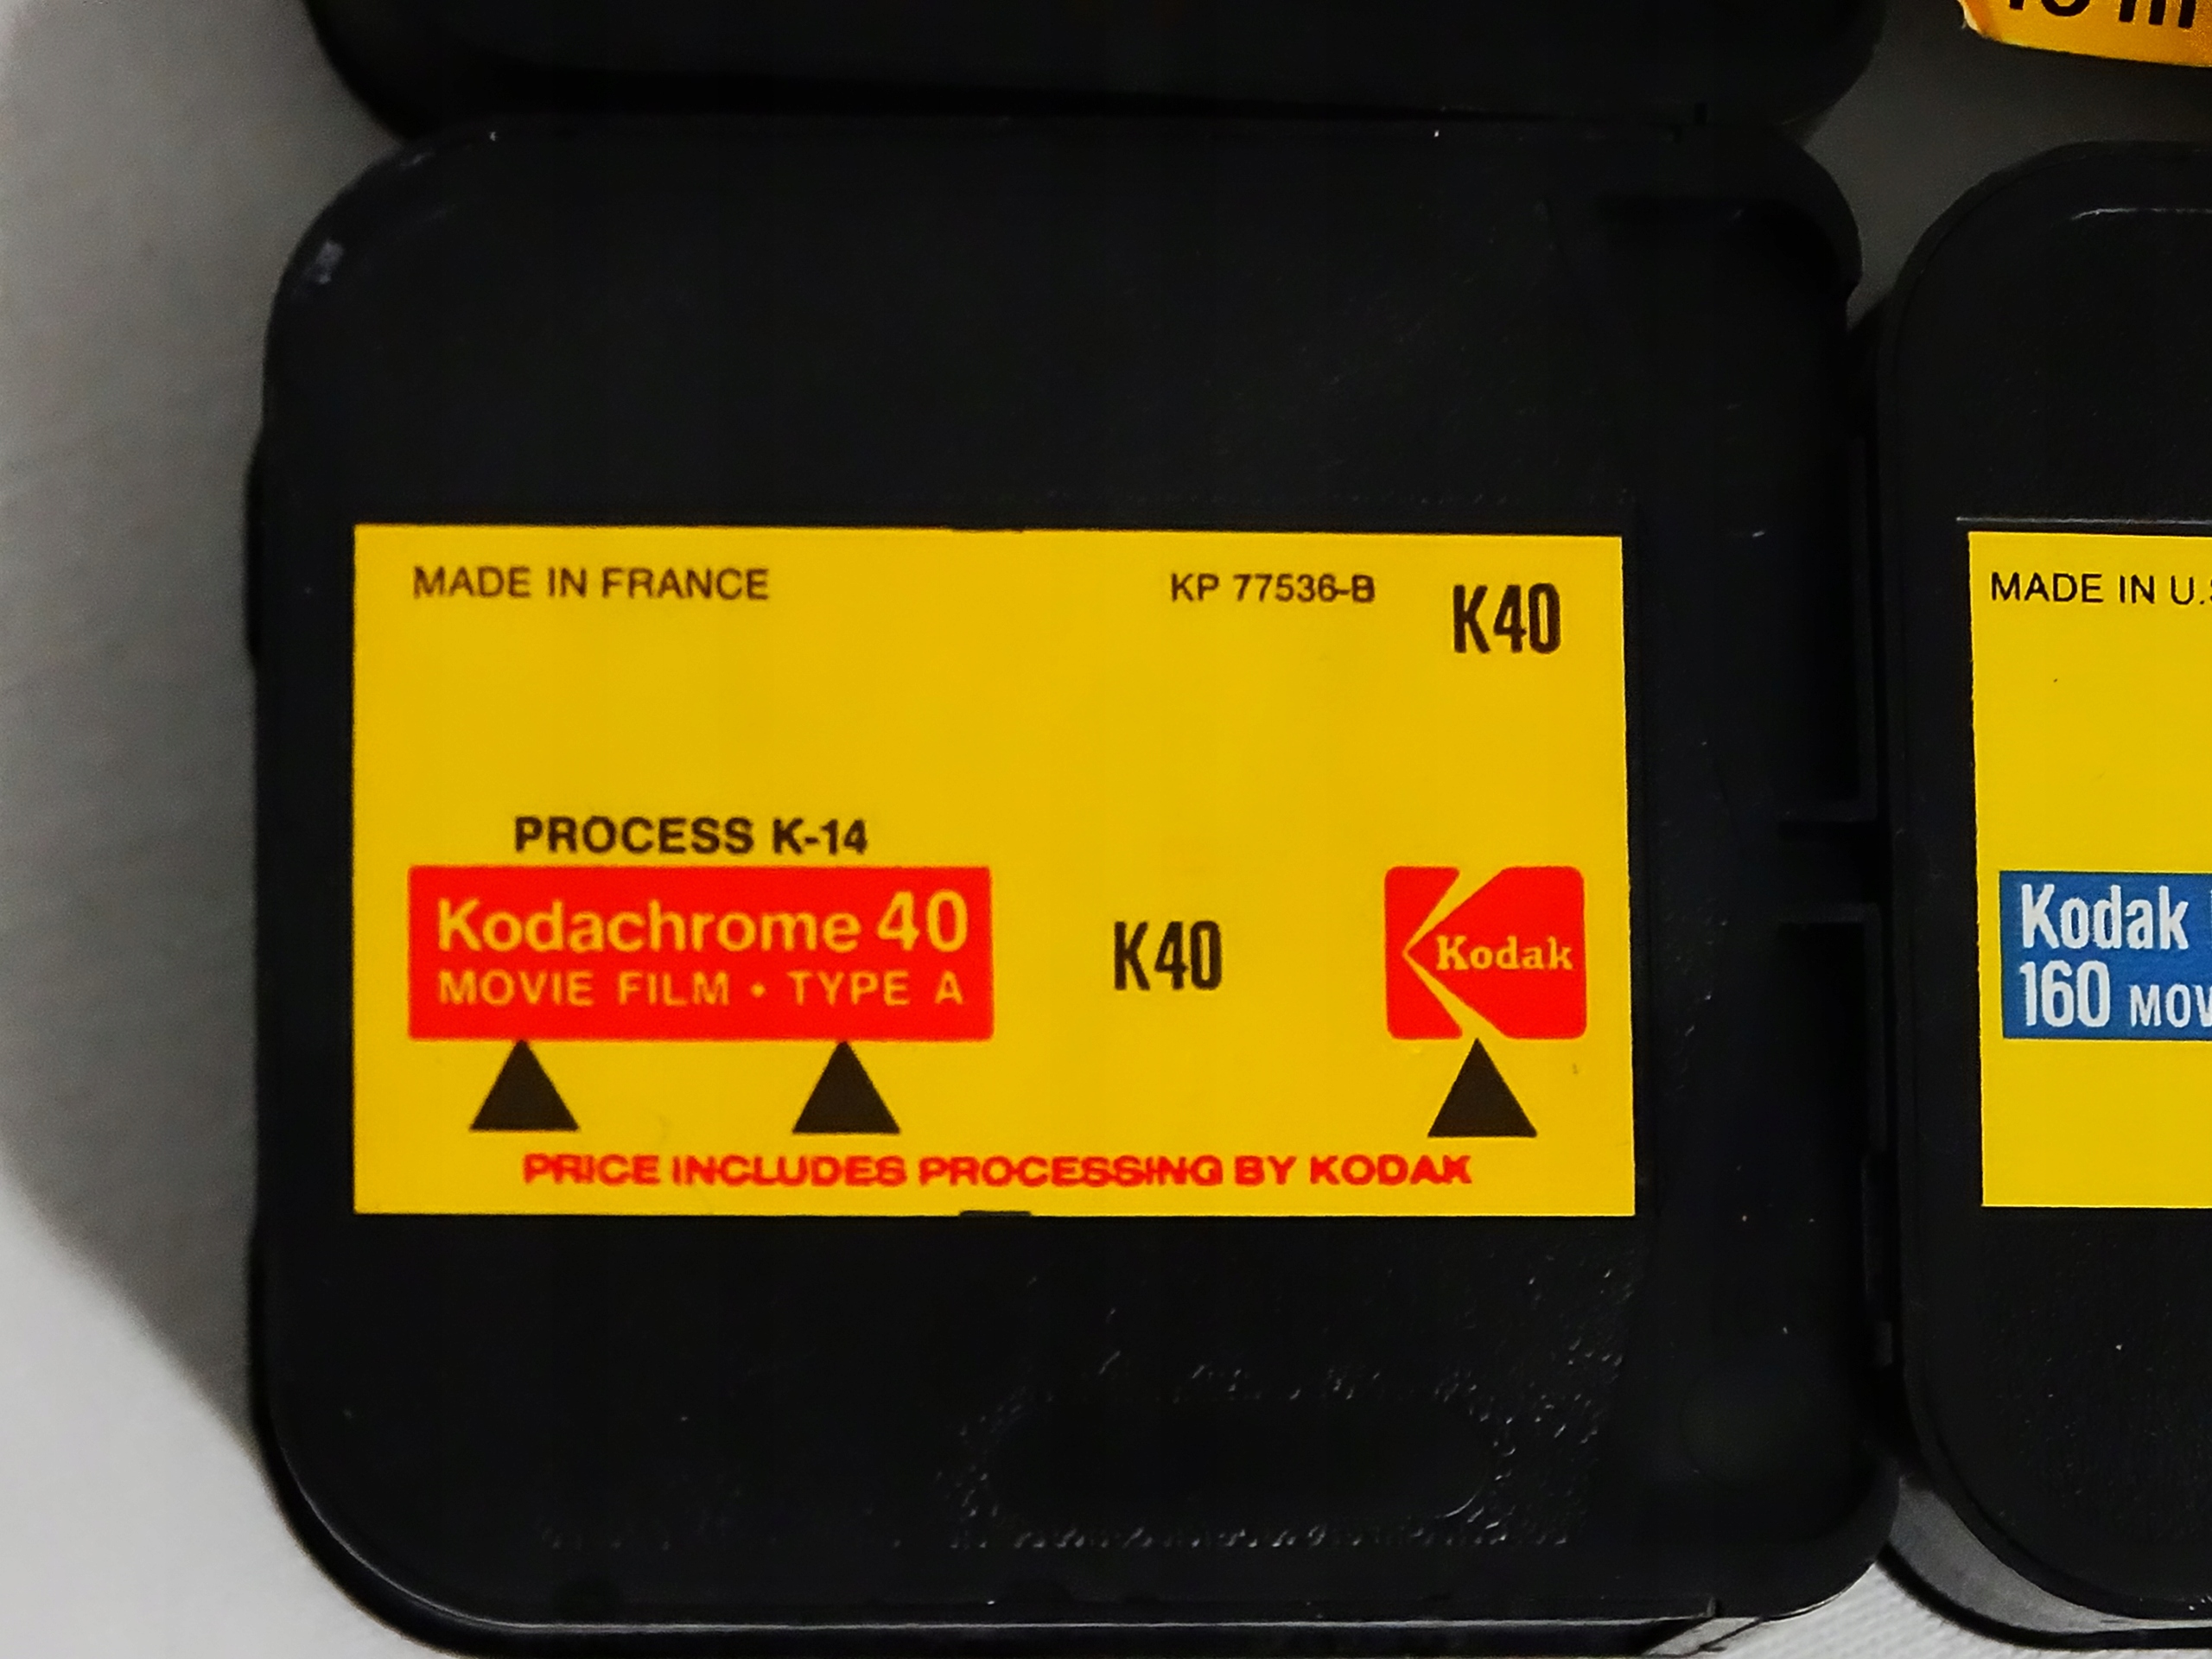 MADE IN FRANCE
KP 77536-B
K40
PROCESS K-14
Kodachrome 40
MOVIE FILM • TYPE A
K40
Kodak
PRICE INCLUDES PROCESSING BY KODAK
MADE IN
Kodak
160